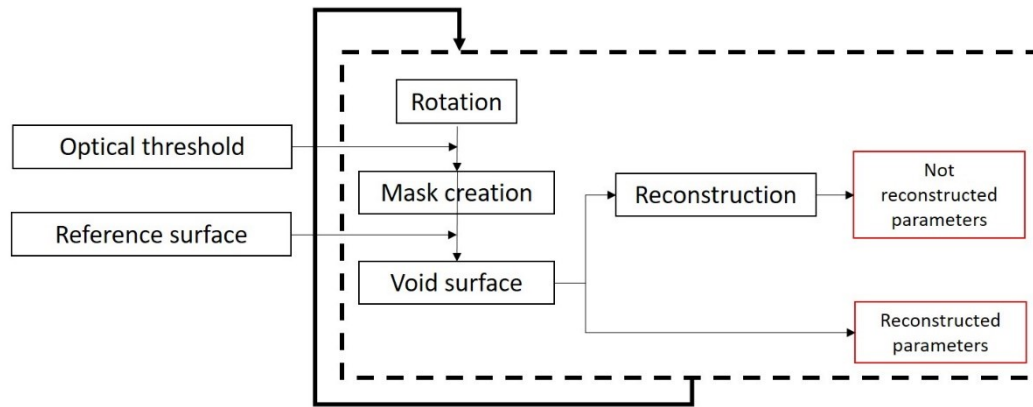 Rotation
Optical threshold
Mask creation
Reconstruction
Not
reconstructed
parameters
Reference surface
Void surface
Reconstructed
parameters